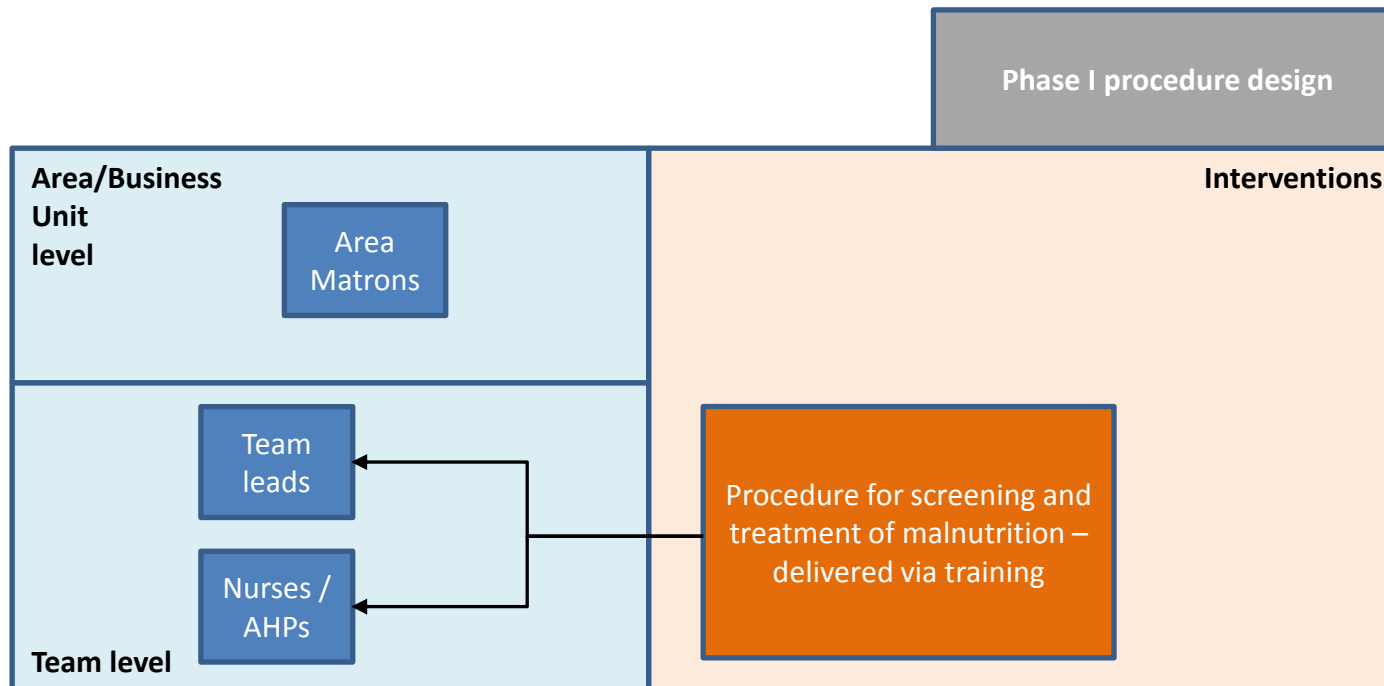 Phase I procedure design
Area/Business
Unit
level
Interventions
Area
Matrons
Team
leads
Procedure for screening and
treatment of malnutrition –
delivered via training
Nurses /
AHPs
Team level